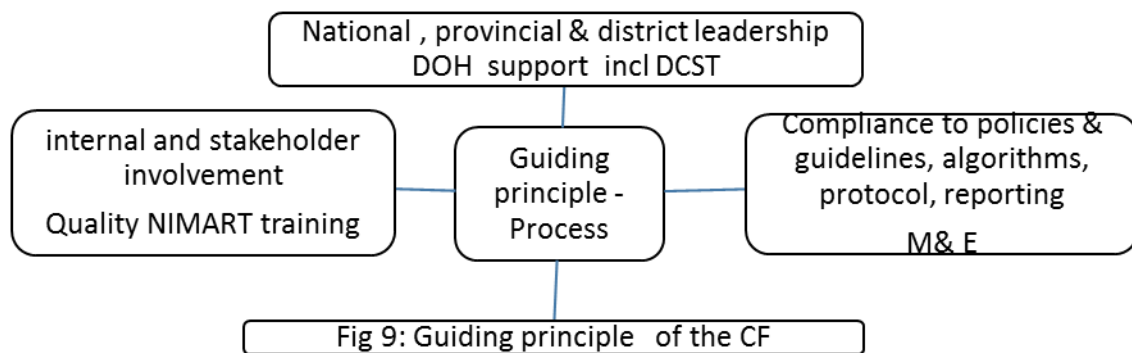 National , provincial & district leadership
DOH support incl DCST
internal and stakeholder
involvement
Quality NIMART training
Guiding
principle -
Process
Compliance to policies &
guidelines, algorithms,
protocol, reporting
M& E
Fig 9: Guiding principle of the CF